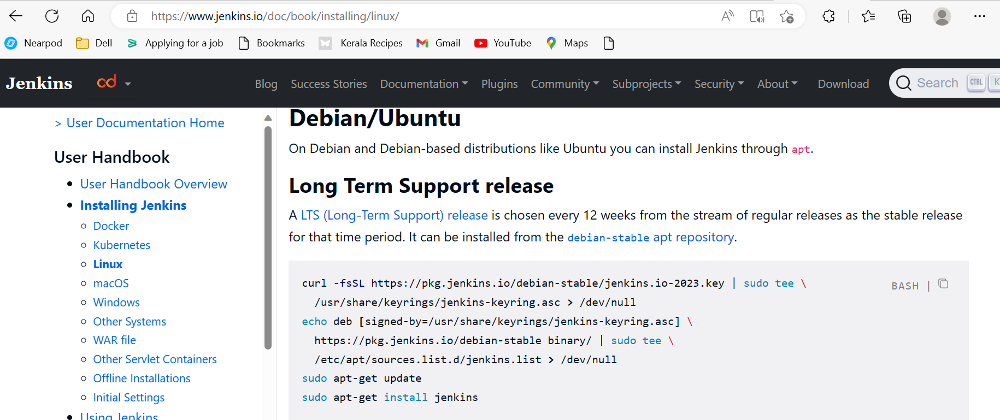 https://www.jenkins.io/doc/book/installing/linux/
Nearpod Dell Applying for a job Bookmarks Kerala Recipes Gmail YouTube Maps
Jenkins cd Blog Success Stories Documentation Plugins Community Subprojects Security About Download Search CTRL K
> User Documentation Home
User Handbook
User Handbook Overview
Installing Jenkins
Docker
Kubernetes
Linux
macOS
Windows
Other Systems
WAR file
Other Servlet Containers
Offline Installations
Initial Settings
Using Jenkins
Debian/Ubuntu
On Debian and Debian-based distributions like Ubuntu you can install Jenkins through apt.
Long Term Support release
A LTS (Long-Term Support) release is chosen every 12 weeks from the stream of regular releases as the stable release
for that time period. It can be installed from the debian-stable apt repository.
BASH |
curl -fsSL https://pkg.jenkins.io/debian-stable/jenkins.io-2023.key | sudo tee \
/usr/share/keyrings/jenkins-keyring.asc > /dev/null
echo deb [signed-by=/usr/share/keyrings/jenkins-keyring.asc] \
https://pkg.jenkins.io/debian-stable binary/ | sudo tee \
/etc/apt/sources.list.d/jenkins.list > /dev/null
sudo apt-get update
sudo apt-get install jenkins